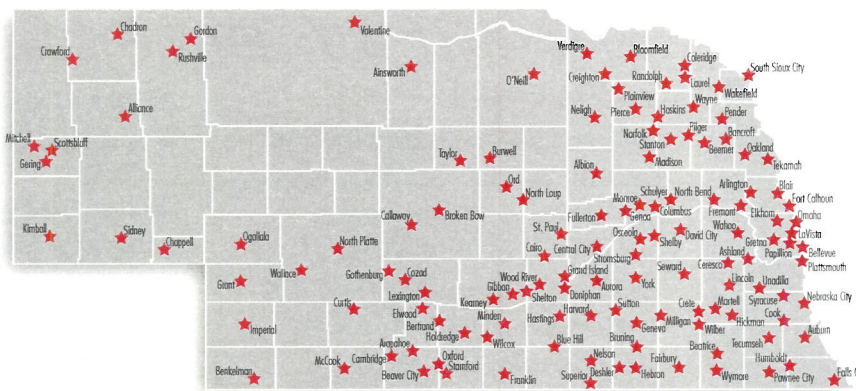 Chadron
Gordon
Crawford
Rushville
Valentine
Ainsworth
O'Neill
Verdigre
Bloomfield
Coleridge
South Sioux City
Creighton
Randolph
Laurel
Wakefield
Plainview
Pierce
Hoskins
Wayne
Pender
Neligh
Alliance
Mitchell
Scottsbluff
Gering
Norfolk
Stanton
Pilger
Bancroft
Beemer
Oakland
Madison
Tekamah
Taylor
Burwell
Albion
Ord
North Loup
Arlington
Blair
Fort Calhoun
Monroe
Schulyer
North Bend
Fullerton
Genoa
Columbus
Fremont
Elkhorn
Omaha
Callaway
Broken Bow
St. Paul
Osceola
Shelby
David City
Wahoo
Gretna
LaVista
Papillion
Bellevue
Plattsmouth
Kimball
Sidney
Chappell
Ogallala
North Platte
Cairo
Central City
Stromsburg
Ashland
Ceresco
Grant
Wallace
Gothenburg
Cozad
Lexington
Wood River
Gibbon
Kearney
Shelton
Grand Island
Doniphan
Aurora
York
Seward
Lincoln
Unadilla
Syracuse
Nebraska City
Curtis
Elwood
Bertrand
Minden
Hastings
Harvard
Sutton
Crete
Martell
Hickman
Cook
Imperial
Holdredge
Wilcox
Geneva
Milligan
Wilber
Auburn
Arapahoe
Cambridge
Oxford
Blue Hill
Bruning
Beatrice
Tecumseh
McCook
Beaver City
Stamford
Franklin
Nelson
Superior
Deshler
Hebron
Fairbury
Wymore
Humboldt
Pawnee City
Benkelman
Falls C